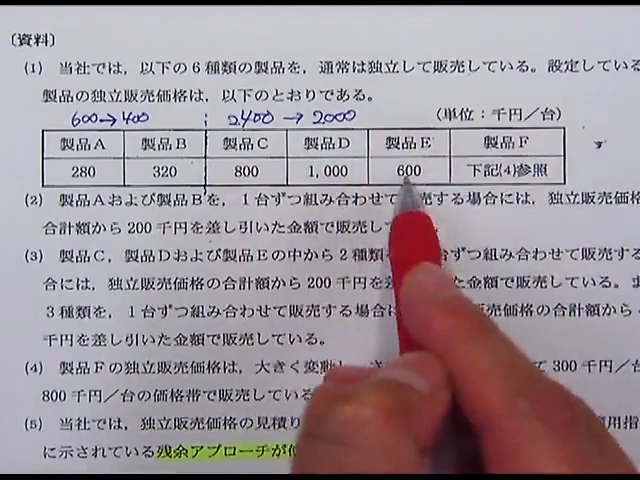 〔資料〕
(1) 当社では，以下の6種類の製品を，通常は独立して販売している。設定している
製品の独立販売価格は，以下のとおりである。
600→400 2,400→2000 (単位：千円／台)
製品A 製品B 製品C 製品D 製品E 製品F
280 320 800 1,000 600 下記(4)参照
(2) 製品Aおよび製品Bを，1台ずつ組み合わせて販売する場合には，独立販売価
合計額から200千円を差し引いた金額で販売し
(3) 製品C，製品Dおよび製品Eの中から2種類 台ずつ組み合わせて販売す
合には，独立販売価格の合計額から200千円を 引いた金額で販売している。
3種類を，1台ずつ組み合わせて販売する場合 販売価格の合計額から
千円を差し引いた金額で販売している。
(4) 製品Fの独立販売価格は，大きく変動し て300千円
800千円／台の価格帯で販売している
(5) 当社では，独立販売価格の見積り 用指
に示されている残余アプローチが